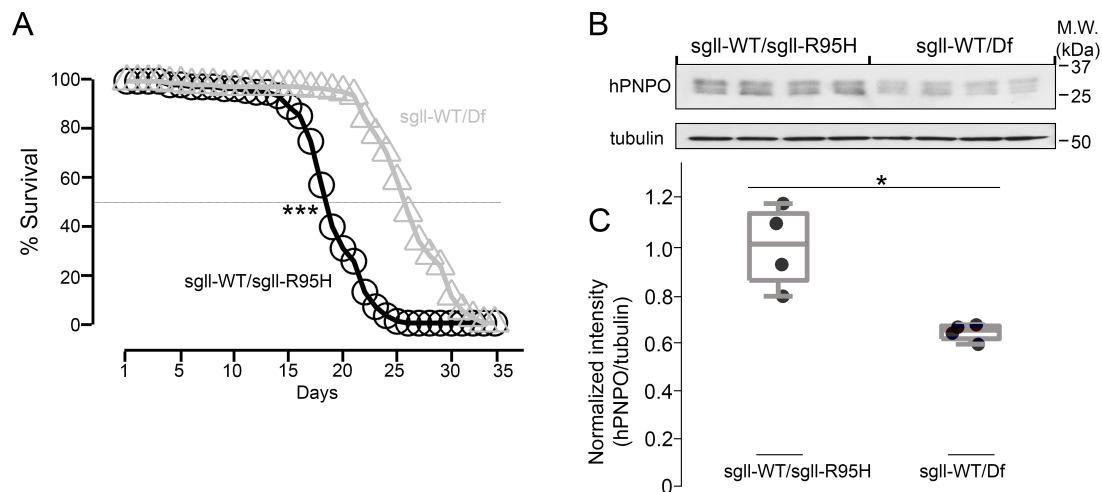 A
100
80
60
40
20
0
% Survival
sgll-WT/Df
***
sgll-WT/sgll-R95H
1 5 10 15 20 25 30 35
Days
B
sgll-WT/sgll-R95H sgll-WT/Df
M.W.
(kDa)
hPNPO
37
25
tubulin
50
C
*
1.2
1.0
0.8
0.6
0.4
0.2
0
Normalized intensity
(hPNPO/tubulin)
sgll-WT/sgll-R95H sgll-WT/Df